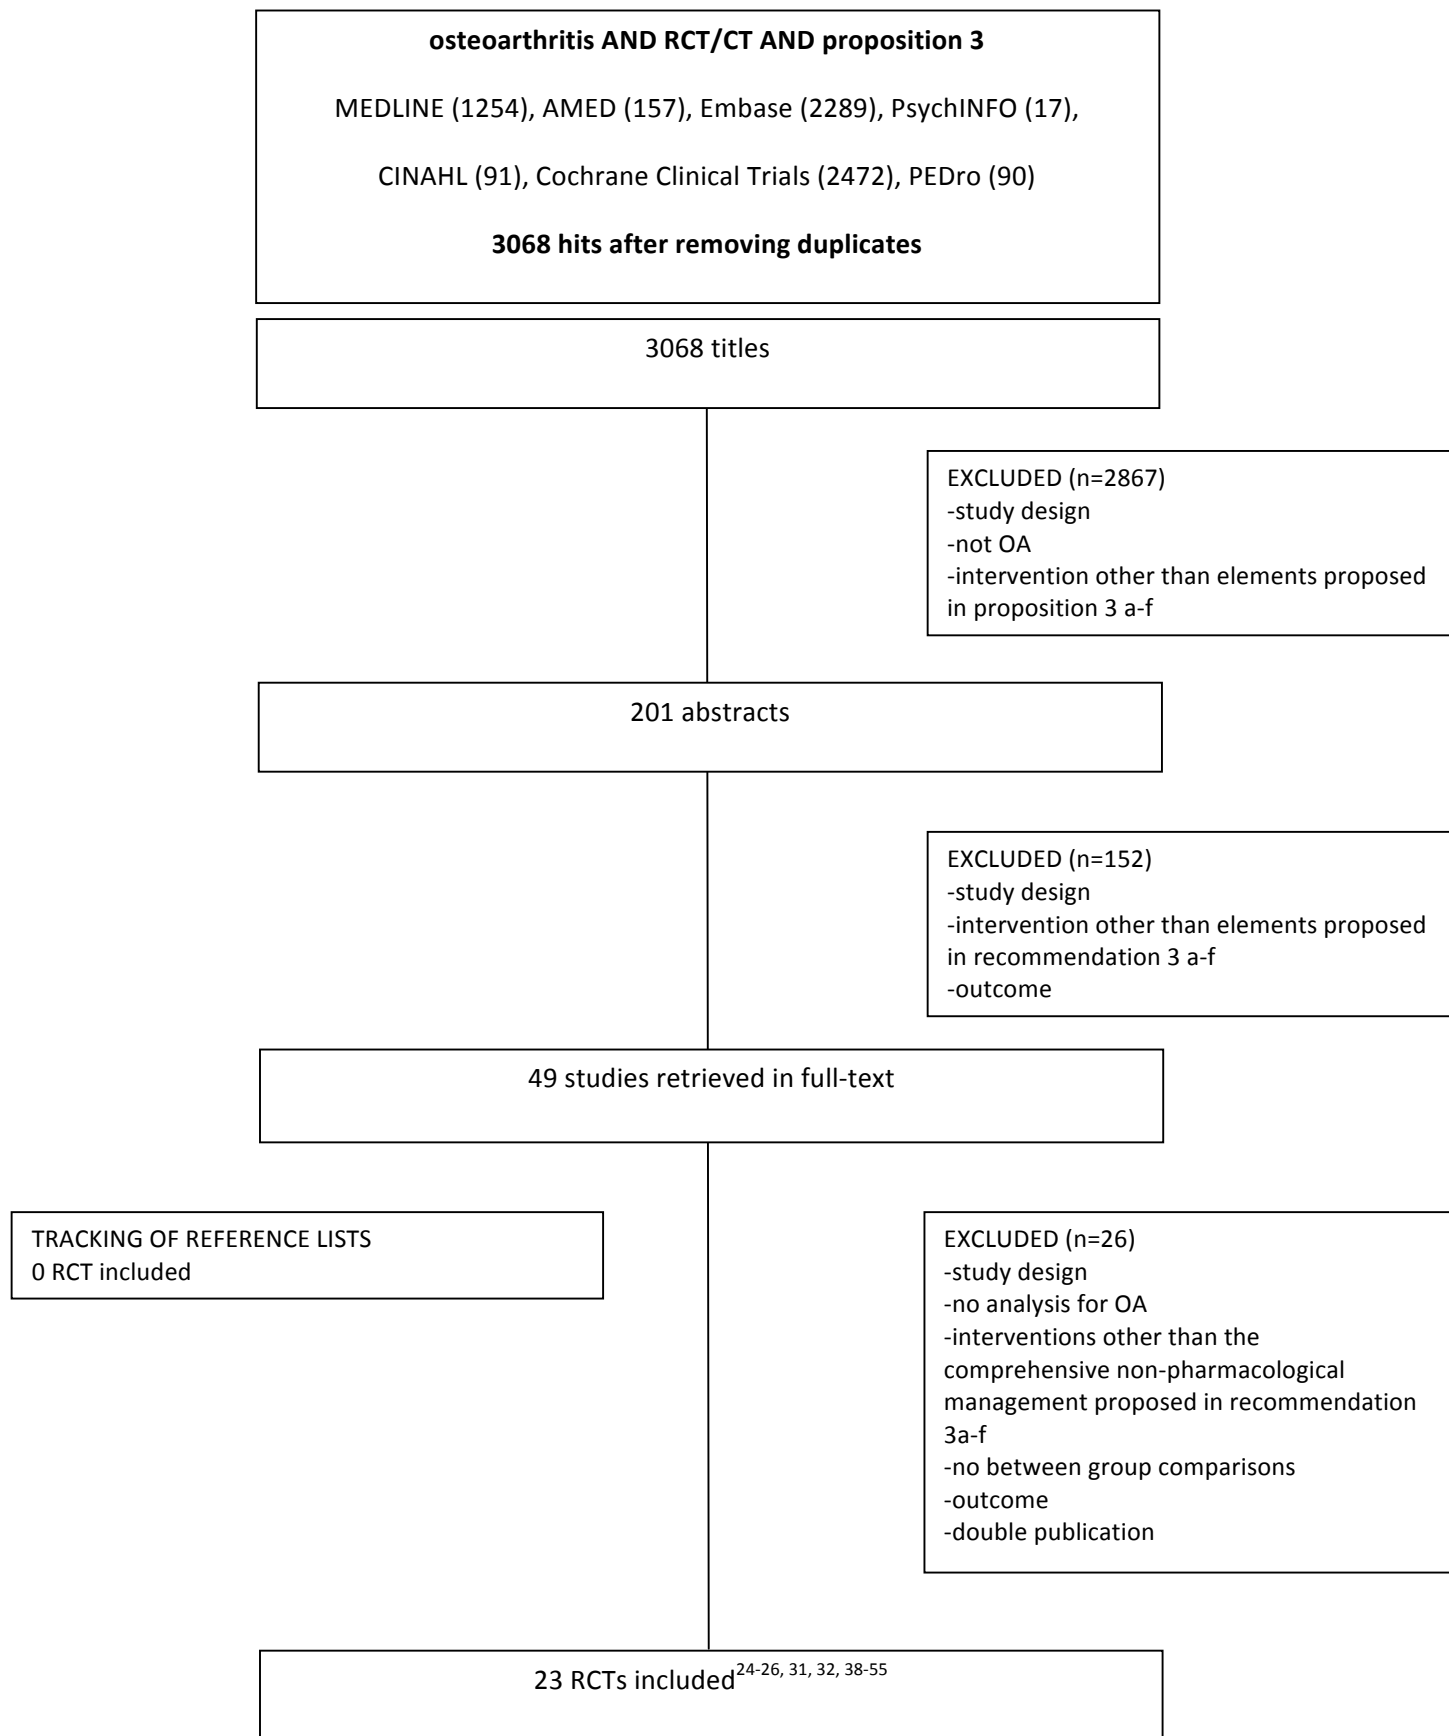 osteoarthritis AND RCT/CT AND proposition 3
MEDLINE (1254), AMED (157), Embase (2289), PsychINFO (17),
CINAHL (91), Cochrane Clinical Trials (2472), PEDro (90)
3068 hits after removing duplicates
3068 titles
EXCLUDED (n=2867)
-study design
-not OA
-intervention other than elements proposed
in proposition 3 a-f
201 abstracts
EXCLUDED (n=152)
-study design
-intervention other than elements proposed
in recommendation 3 a-f
-outcome
49 studies retrieved in full-text
TRACKING OF REFERENCE LISTS
0 RCT included
EXCLUDED (n=26)
-study design
-no analysis for OA
-interventions other than the
comprehensive non-pharmacological
management proposed in recommendation
3a-f
-no between group comparisons
-outcome
-double publication
23 RCTs included24-26, 31, 32, 38-55